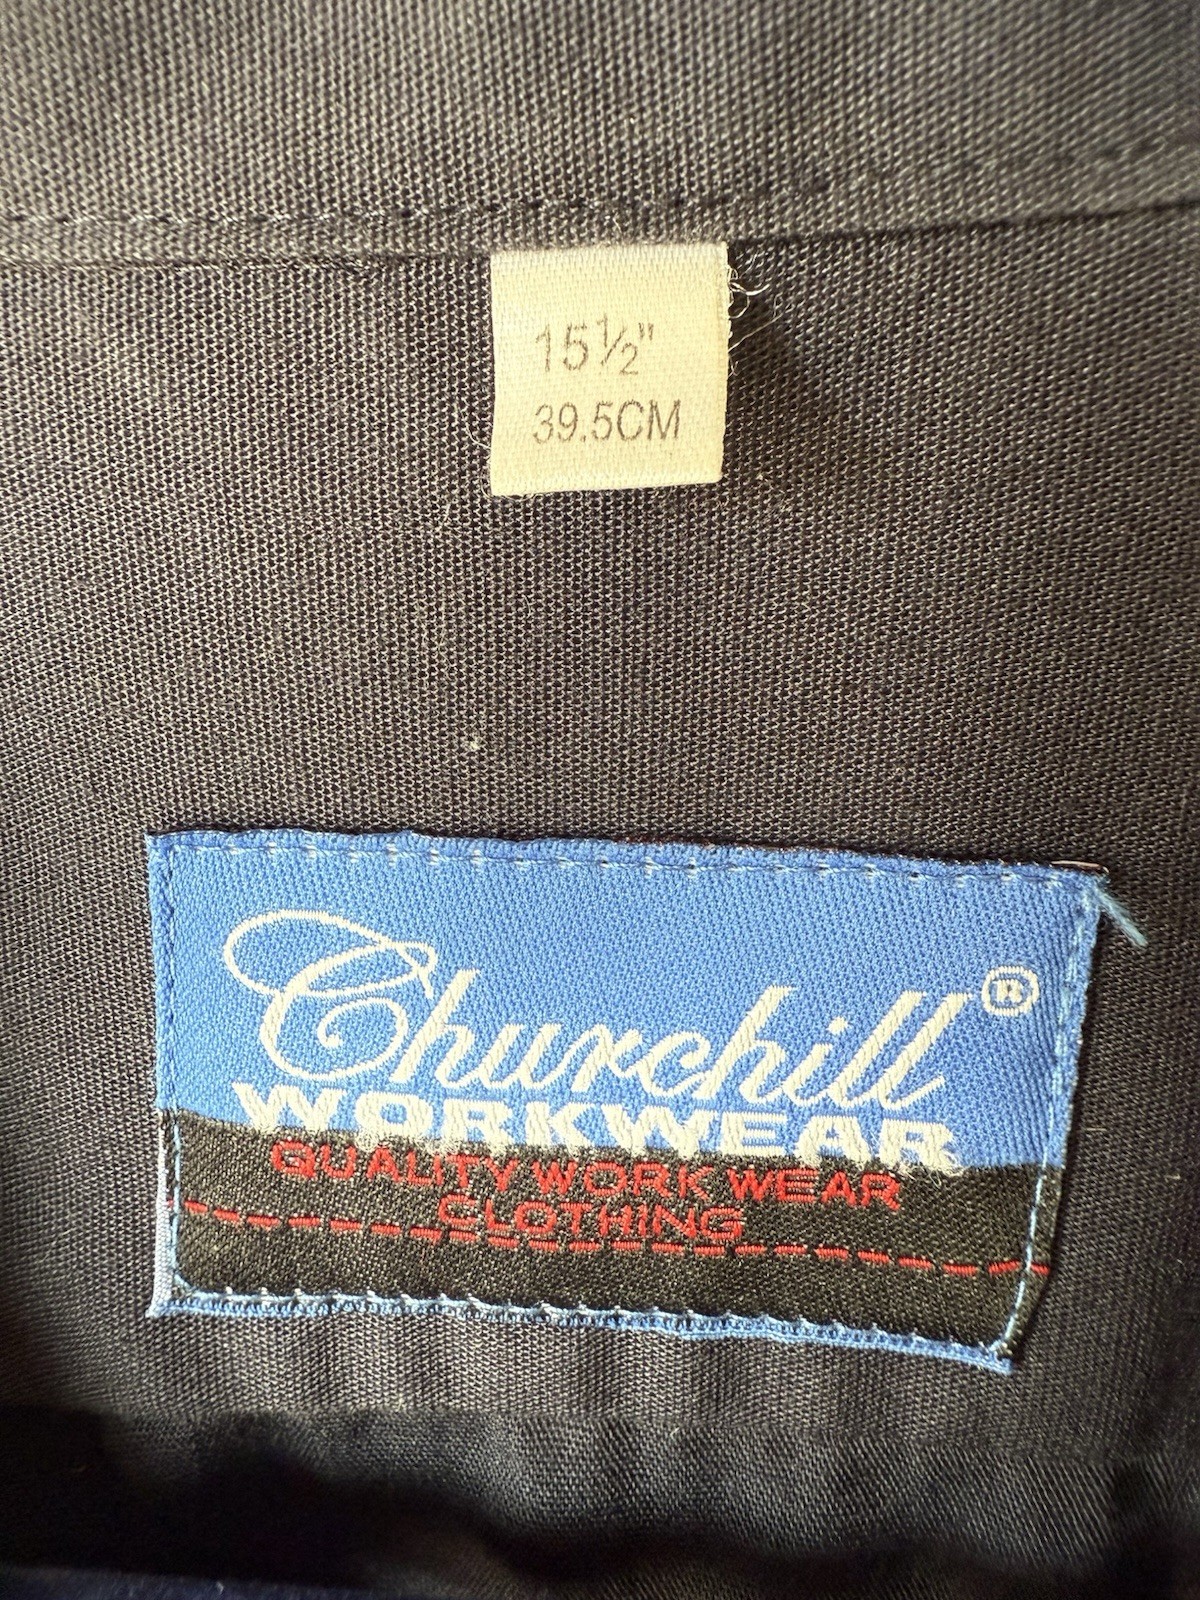 15½"
39.5CM
Churchill®
WORKWEAR
QUALITY WORK WEAR
CLOTHING